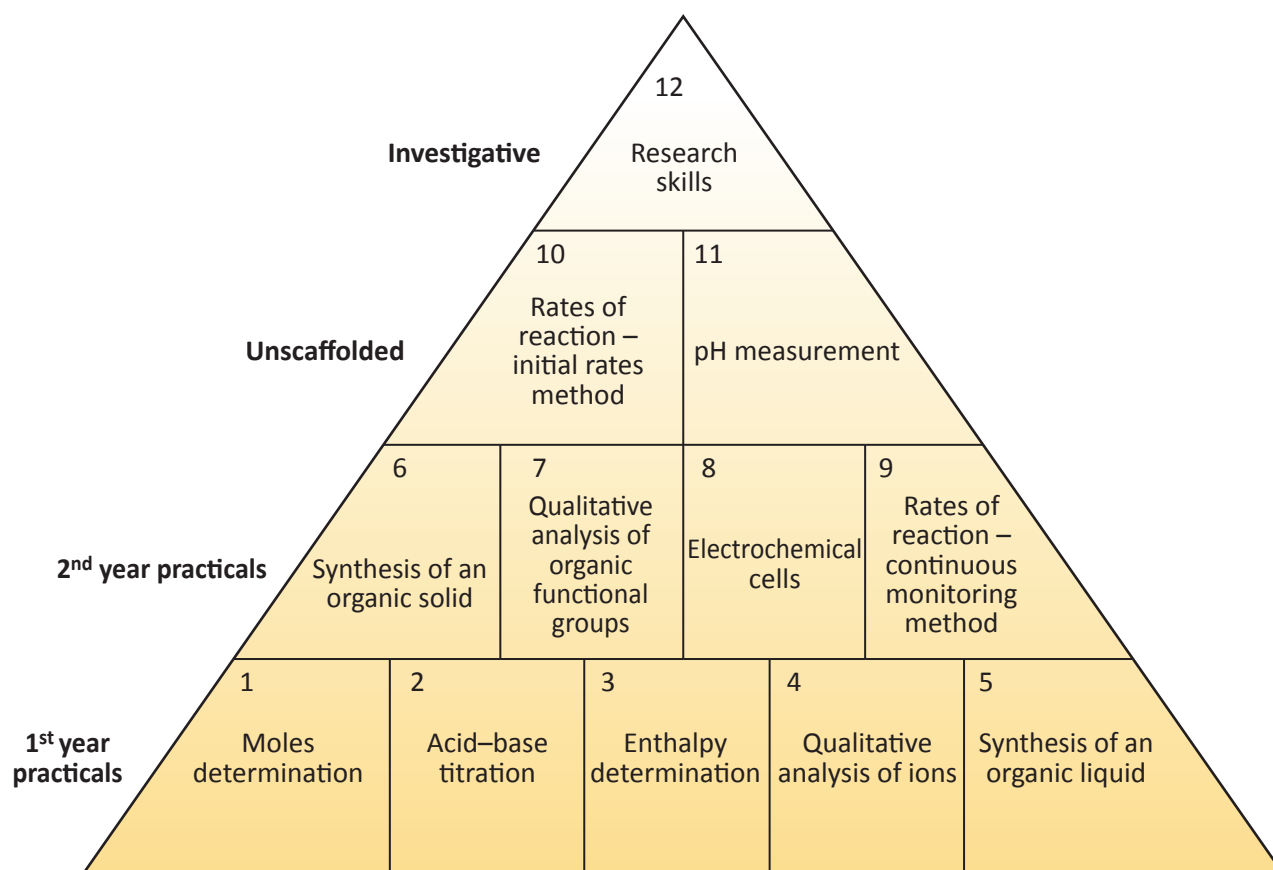 12
Investigative
Research
skills
10
11
Unscaffolded
Rates of
reaction –
initial rates
method
pH measurement
6
7
8
9
2nd year practicals
Synthesis of an
organic solid
Qualitative
analysis of
organic
functional
groups
Electrochemical
cells
Rates of
reaction –
continuous
monitoring
method
1
2
3
4
5
1st year
practicals
Moles
determination
Acid–base
titration
Enthalpy
determination
Qualitative
analysis of ions
Synthesis of an
organic liquid